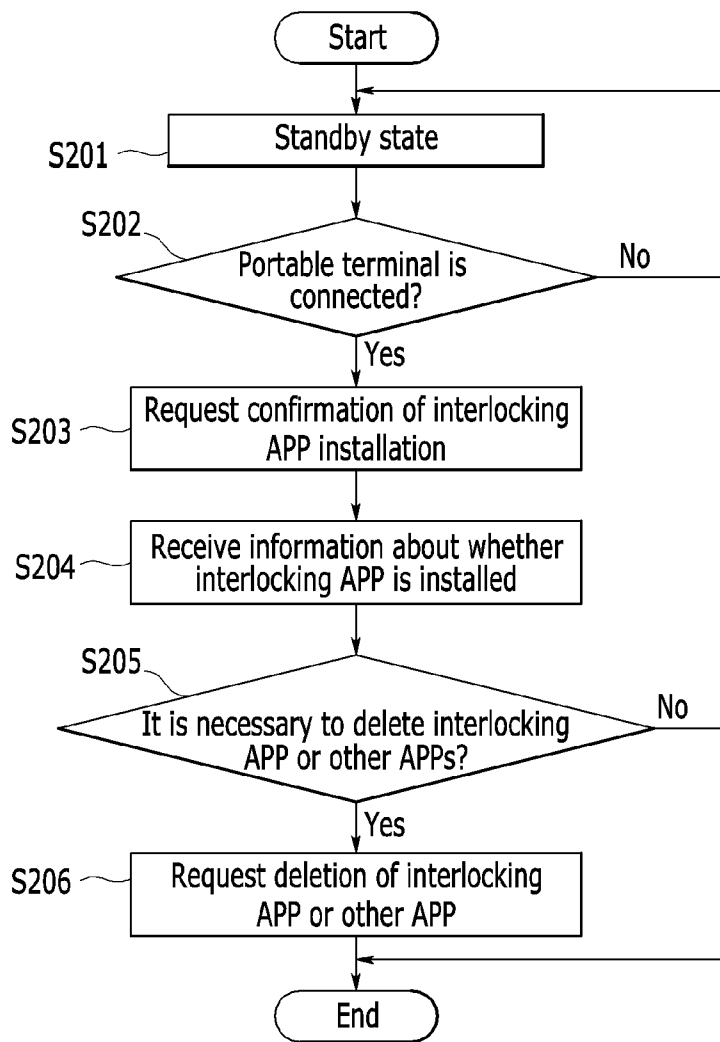 Start
S201
Standby state
S202
Portable terminal is
connected?
No
Yes
S203
Request confirmation of interlocking
APP installation
S204
Receive information about whether
interlocking APP is installed
S205
It is necessary to delete interlocking
APP or other APPs?
No
Yes
S206
Request deletion of interlocking
APP or other APP
End